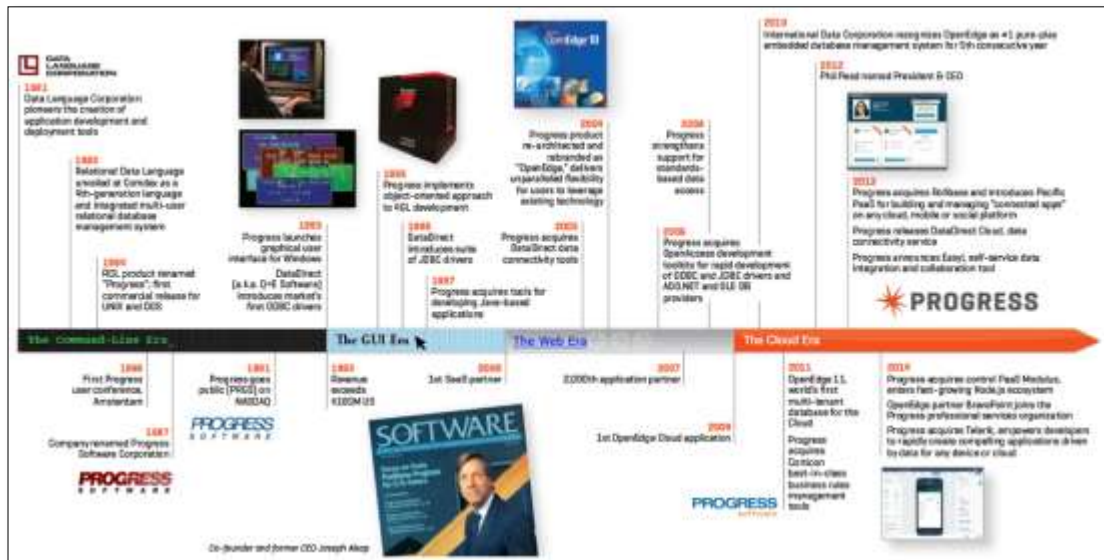 DATA
LANGUAGE
CORPORATION
1981
Data Language Corporation
pioneers the creation of
application development and
deployment tools
Relational Data Language
unveiled at Comdex as a
4th-generation language
and integrated multi-user
relational database
management system
1984
RGL product renamed
"Progress"; first
commercial release for
UNIX and DOS
Progress launches
graphical user
interface for Windows
DataDirect
(a.k.a. Q+E Software)
introduces market's
first ODBC drivers
Progress implements
object-oriented approach
to RGL development
DataDirect
introduces suite
of JDBC drivers
1997
Progress acquires tools for
developing Java-based
applications
OpenEdge 10
2004
Progress product
re-architected and
rebranded as
"OpenEdge," delivers
unparalleled flexibility
for users to leverage
existing technology
2003
Progress acquires
DataDirect data
connectivity tools
Progress
strengthens
support for
standards-
based data
access
2006
Progress acquires
OpenAccess development
toolkits for rapid development
of ODBC and JDBC drivers and
ADO.NET and OLE DB
providers
2010
International Data Corporation recognizes OpenEdge as #1 pure-play
embedded database management system for 5th consecutive year
2012
Phil Pead named President & CEO
2013
Progress acquires Rollbase and introduces Pacific
PaaS for building and managing "connected apps"
on any cloud, mobile or social platform
Progress releases DataDirect Cloud, data
connectivity service
Progress announces Easyl, self-service data
integration and collaboration tool
PROGRESS
The Command-Line Era_
The GUI Era
The Web Era
The Cloud Era
First Progress
user conference,
Amsterdam
1987
Company renamed Progress
Software Corporation
PROGRESS
SOFTWARE
1991
Progress goes
public (PRGS) on
NASDAQ
PROGRESS
SOFTWARE
Revenue
exceeds
$100M US
2000
1st SaaS partner
SOFTWARE
Co-founder and former CEO Joseph Alsop
2007
2,000th application partner
2009
1st OpenEdge Cloud application
PROGRESS
SOFTWARE
2011
OpenEdge 11,
world's first
multi-tenant
database for the
Cloud
Progress
acquires
Corticon
best-in-class
business rules
management
tools
2014
Progress acquires control PaaS Modulus,
enters fast-growing Node.js ecosystem
OpenEdge partner BravePoint joins the
Progress professional services organization
Progress acquires Telerik, empowers developers
to rapidly create compelling applications driven
by data for any device or cloud